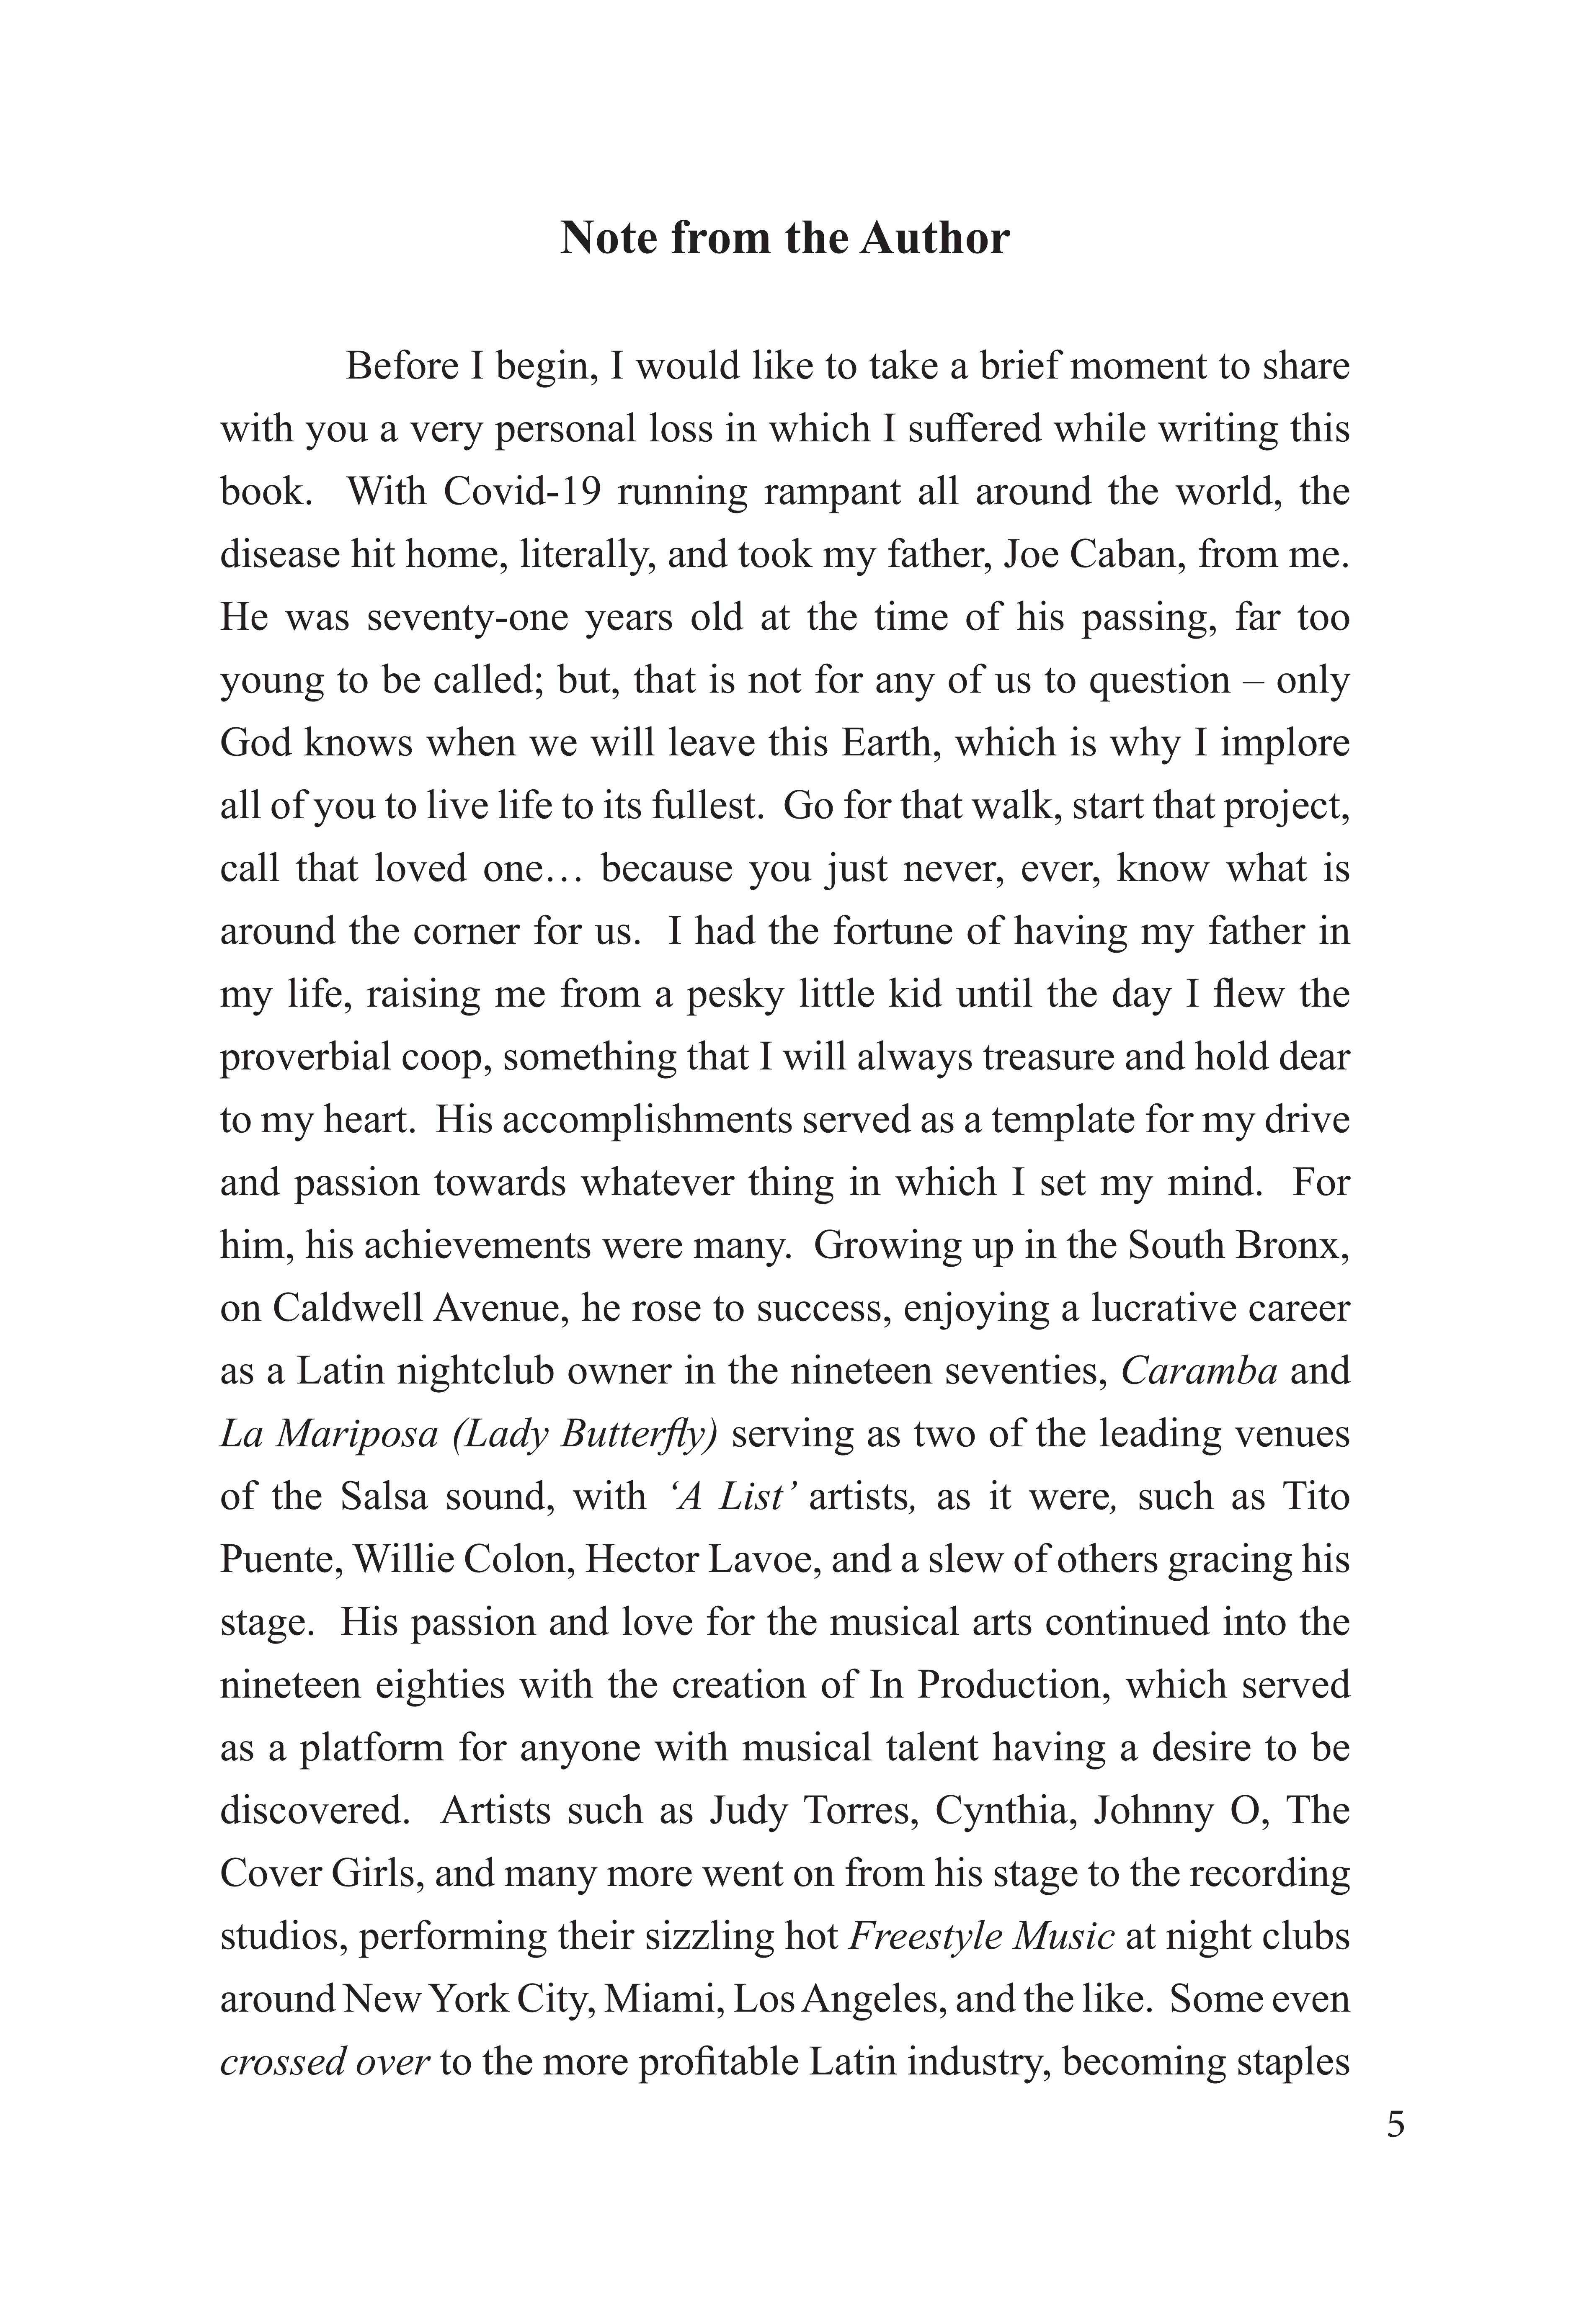 Note from the Author
Before I begin, I would like to take a brief moment to share
with you a very personal loss in which I suffered while writing this
book.  With Covid-19 running rampant all around the world, the
disease hit home, literally, and took my father, Joe Caban, from me.
He was seventy-one years old at the time of his passing, far too
young to be called; but, that is not for any of us to question – only
God knows when we will leave this Earth, which is why I implore
all of you to live life to its fullest.  Go for that walk, start that project,
call that loved one… because you just never, ever, know what is
around the corner for us.  I had the fortune of having my father in
my life, raising me from a pesky little kid until the day I flew the
proverbial coop, something that I will always treasure and hold dear
to my heart.  His accomplishments served as a template for my drive
and passion towards whatever thing in which I set my mind.  For
him, his achievements were many.  Growing up in the South Bronx,
on Caldwell Avenue, he rose to success, enjoying a lucrative career
as a Latin nightclub owner in the nineteen seventies, Caramba and
La Mariposa (Lady Butterfly) serving as two of the leading venues
of the Salsa sound, with ‘A List’ artists, as it were, such as Tito
Puente, Willie Colon, Hector Lavoe, and a slew of others gracing his
stage.  His passion and love for the musical arts continued into the
nineteen eighties with the creation of In Production, which served
as a platform for anyone with musical talent having a desire to be
discovered.  Artists such as Judy Torres, Cynthia, Johnny O, The
Cover Girls, and many more went on from his stage to the recording
studios, performing their sizzling hot Freestyle Music at night clubs
around New York City, Miami, Los Angeles, and the like.  Some even
crossed over to the more profitable Latin industry, becoming staples
5